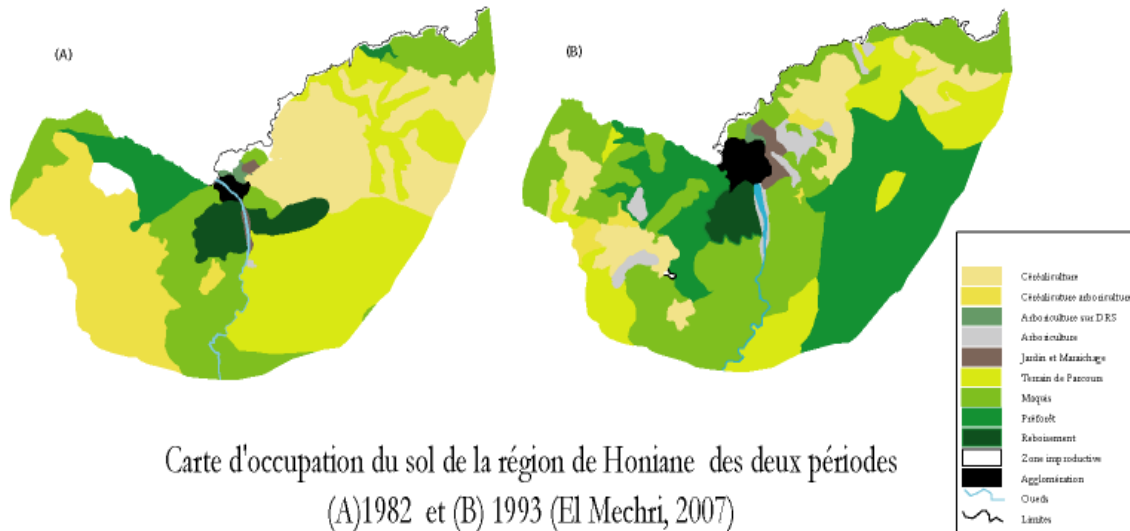 (A)
(B)
Céréaliculture
Céréaliculture arboriculture
Arboriculture sur DRS
Arboriculture
Jardin et Maraichage
Terrain de Parcours
Maquis
Préforêt
Reboisement
Zone improductive
Agglomération
Oueds
Limites
Carte d'occupation du sol de la région de Honiane des deux périodes
(A)1982 et (B) 1993 (El Mechri, 2007)